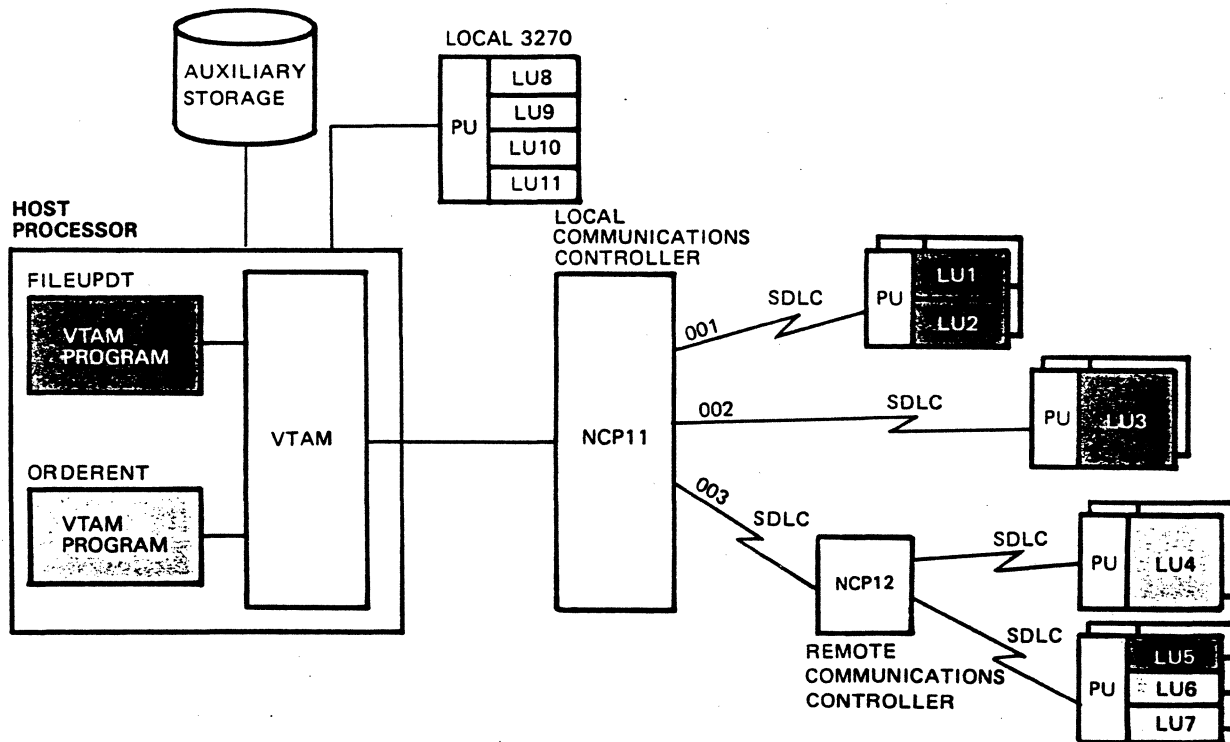 AUXILIARY
STORAGE
LOCAL 3270
PU
LU8
LU9
LU10
LU11
HOST
PROCESSOR
FILEUPDT
VTAM
PROGRAM
ORDERENT
VTAM
PROGRAM
VTAM
LOCAL
COMMUNICATIONS
CONTROLLER
NCP11
001
SDLC
PU
LU1
LU2
002
SDLC
PU
LU3
003
SDLC
NCP12
REMOTE
COMMUNICATIONS
CONTROLLER
SDLC
PU
LU4
SDLC
PU
LU5
LU6
LU7